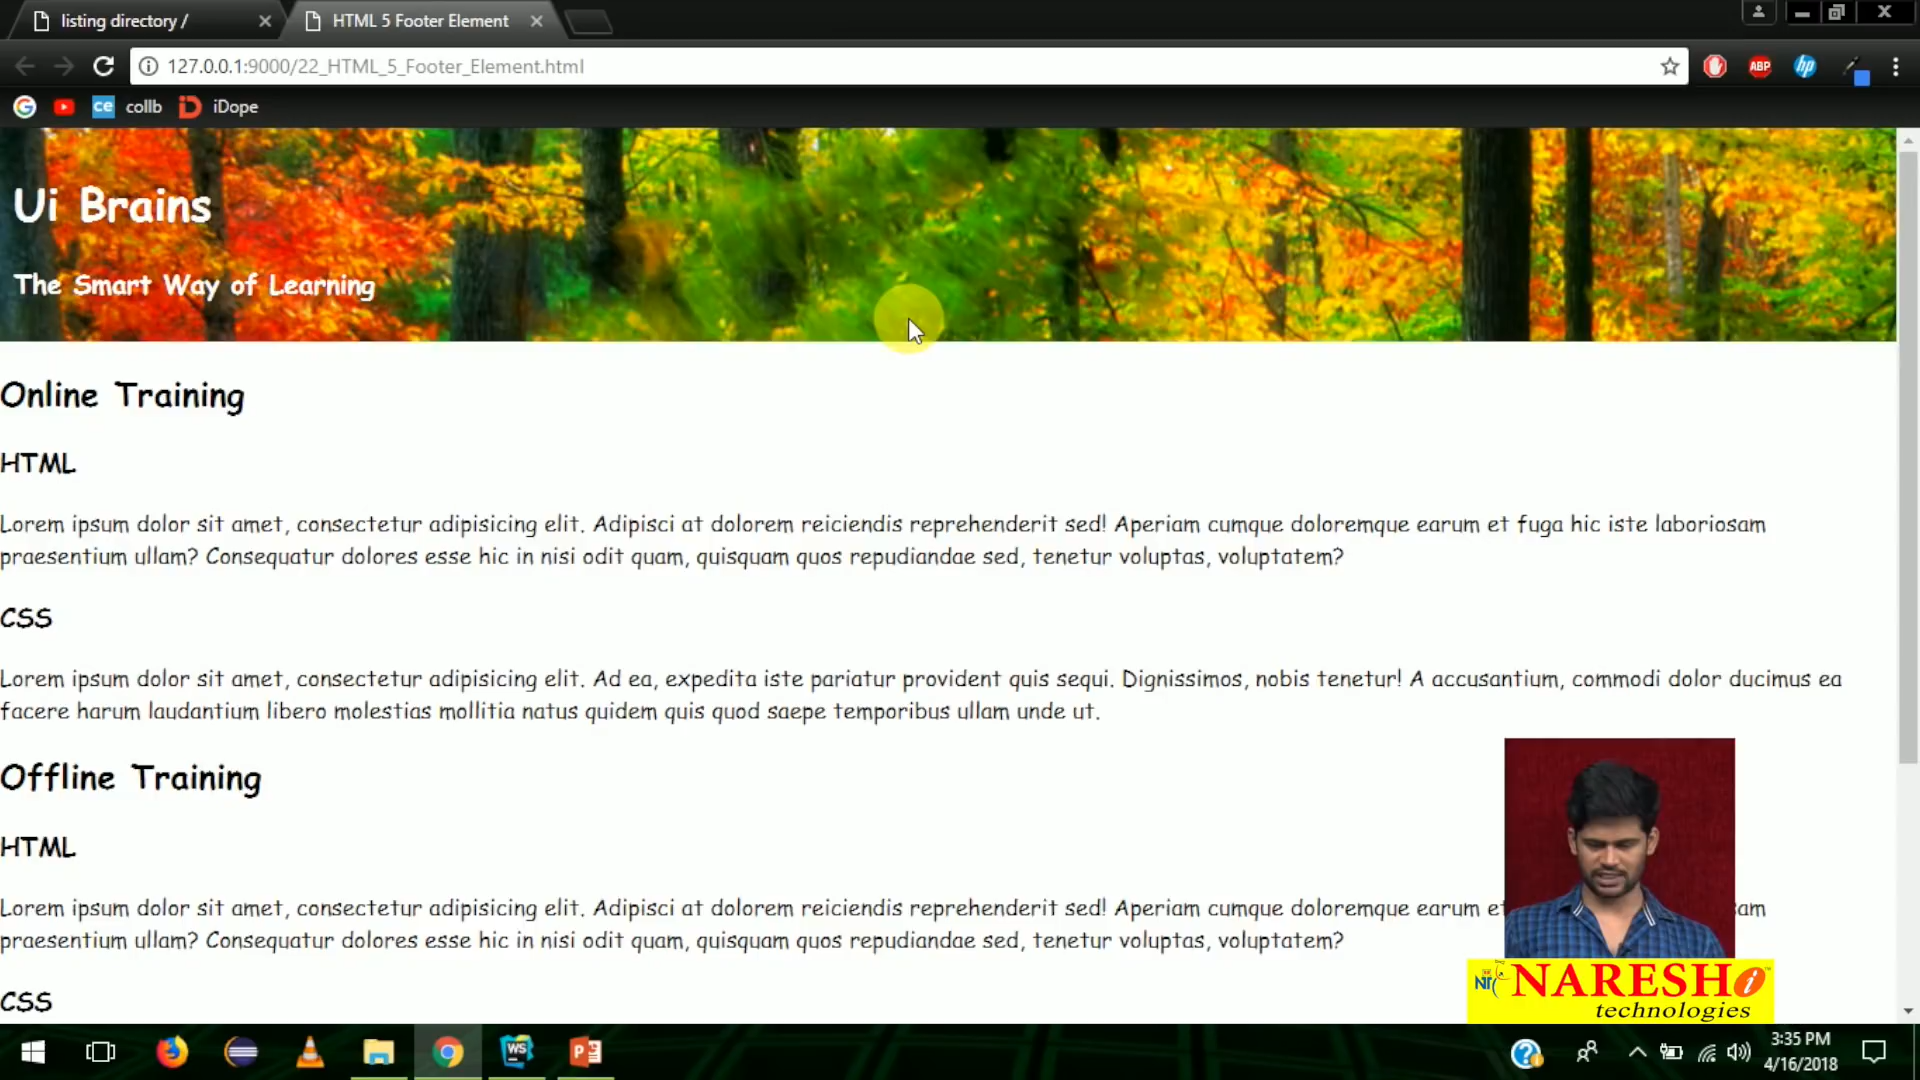 listing directory /
HTML 5 Footer Element
127.0.0.1:9000/22_HTML_5_Footer_Element.html
ABP
hp
G
ce collb
iDope
Ui Brains
The Smart Way of Learning
Online Training
HTML
Lorem ipsum dolor sit amet, consectetur adipisicing elit. Adipisci at dolorem reiciendis reprehenderit sed! Aperiam cumque doloremque earum et fuga hic iste laboriosam
praesentium ullam? Consequatur dolores esse hic in nisi odit quam, quisquam quos repudiandae sed, tenetur voluptas, voluptatem?
CSS
Lorem ipsum dolor sit amet, consectetur adipisicing elit. Ad ea, expedita iste pariatur provident quis sequi. Dignissimos, nobis tenetur! A accusantium, commodi dolor ducimus ea
facere harum laudantium libero molestias mollitia natus quidem quis quod saepe temporibus ullam unde ut.
Offline Training
HTML
Lorem ipsum dolor sit amet, consectetur adipisicing elit. Adipisci at dolorem reiciendis reprehenderit sed! Aperiam cumque doloremque earum et
praesentium ullam? Consequatur dolores esse hic in nisi odit quam, quisquam quos repudiandae sed, tenetur voluptas, voluptatem?
CSS
NARESH i
technologies
WS
P
3:35 PM
4/16/2018